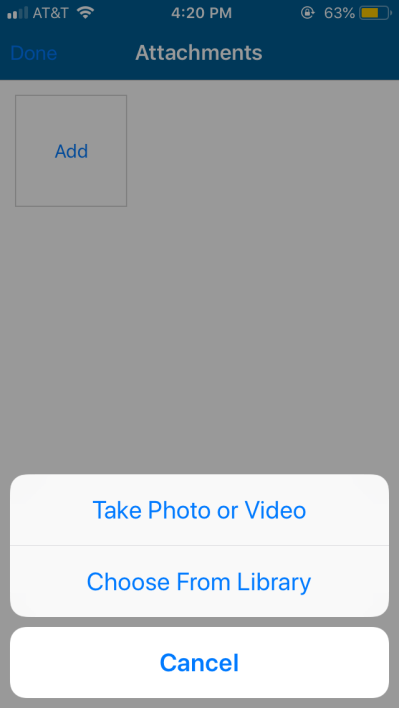 AT&T 4:20 PM 63%
Done Attachments
Add
Take Photo or Video
Choose From Library
Cancel